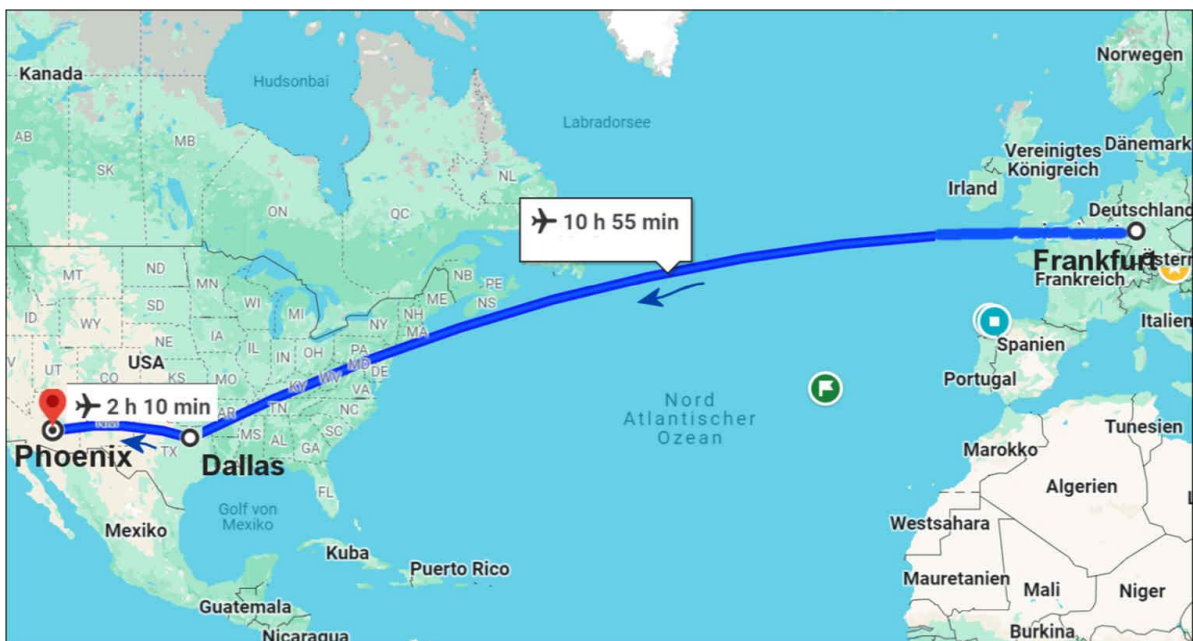 Kanada
Hudsonbai
Labradorsee
Norwegen
AB
SK
MB
ON
QC
NL
Vereinigtes
Königreich
Dänemark
Irland
10 h 55 min
Deutschland
Frankfurt
Österr
Frankreich
Italien
Spanien
Portugal
MT
ND
MN
SD
WI
MI
ID
WY
NE
IA
IL
IN
OH
PA
NY
NB
PE
NS
ME
NH
MA
MD
DE
WV
VA
KY
V
UT
CO
USA
KS
MO
2 h 10 min
AR
TN
NC
SC
MS
AL
GA
Phoenix
TX
Dallas
FL
Nord
Atlantischer
Ozean
Marokko
Tunesien
Algerien
L
Golf von
Mexiko
Mexiko
Kuba
Puerto Rico
Westsahara
Mauretanien
Mali
Niger
Guatemala
Nicaragua
Burkina